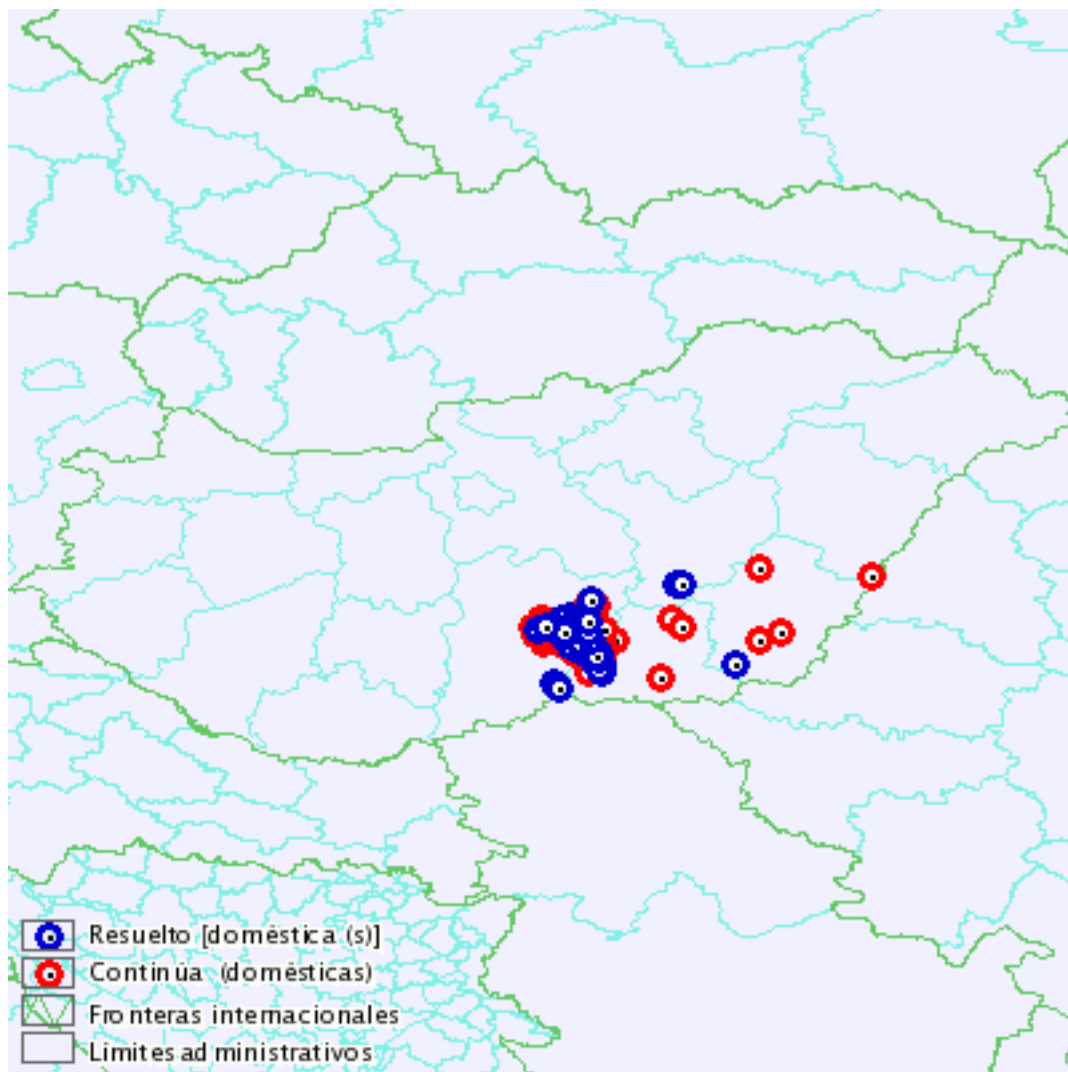 Resuelto [doméstica (s)]
Continúa (domésticas)
Fronteras internacionales
Límites administrativos